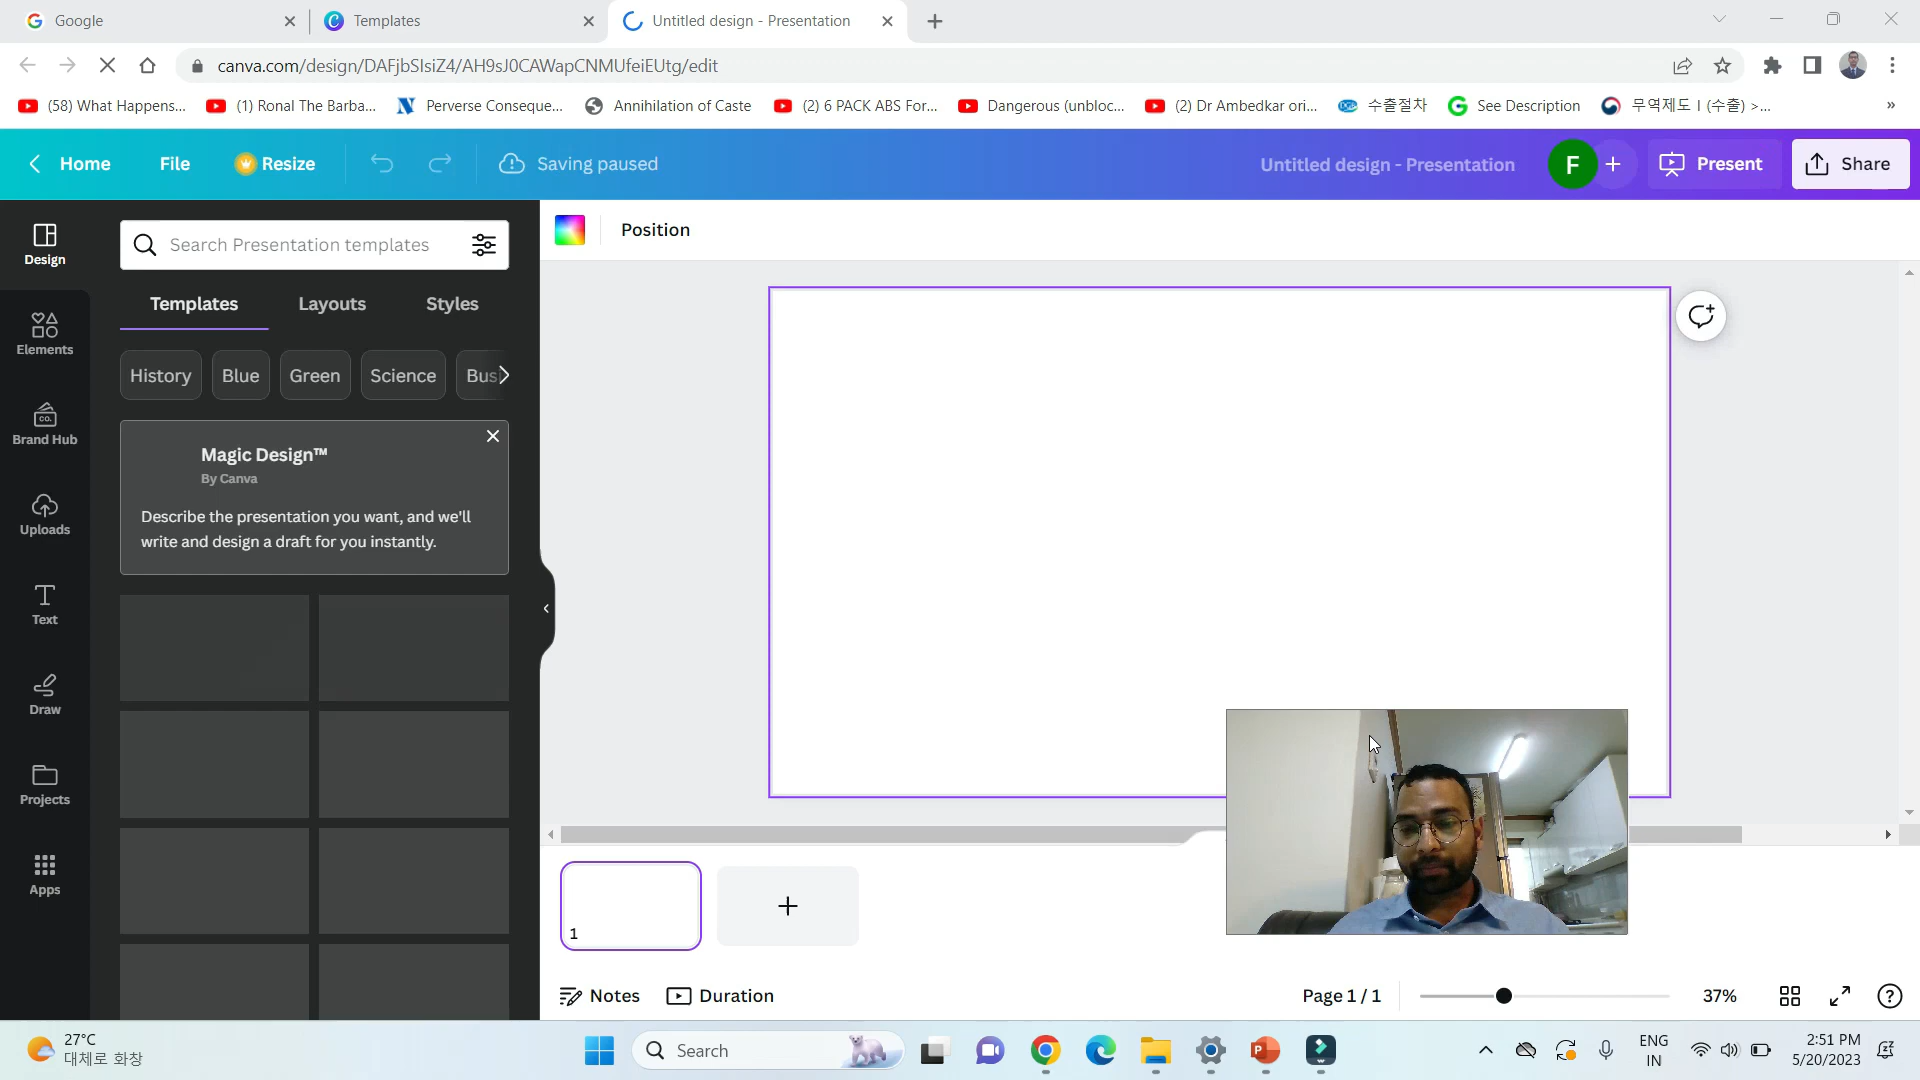 Google
Templates
Untitled design - Presentation
canva.com/design/DAFjbSIsiZ4/AH9sJ0CAWapCNMUfeiEUtg/edit
(58) What Happens...
(1) Ronal The Barba...
Perverse Conseque...
Annihilation of Caste
(2) 6 PACK ABS For...
Dangerous (unbloc...
(2) Dr Ambedkar ori...
수출절차
See Description
무역제도 I (수출) >...
»
Home
File
Resize
Saving paused
Untitled design - Presentation
F
Present
Share
Design
Elements
Brand Hub
Uploads
Text
Draw
Projects
Apps
Search Presentation templates
Templates
Layouts
Styles
History
Blue
Green
Science
Busi
Magic Design™
By Canva
Describe the presentation you want, and we'll
write and design a draft for you instantly.
Position
1
Notes
Duration
Page 1 / 1
37%
27°C
대체로 화창
Search
ENG
IN
2:51 PM
5/20/2023